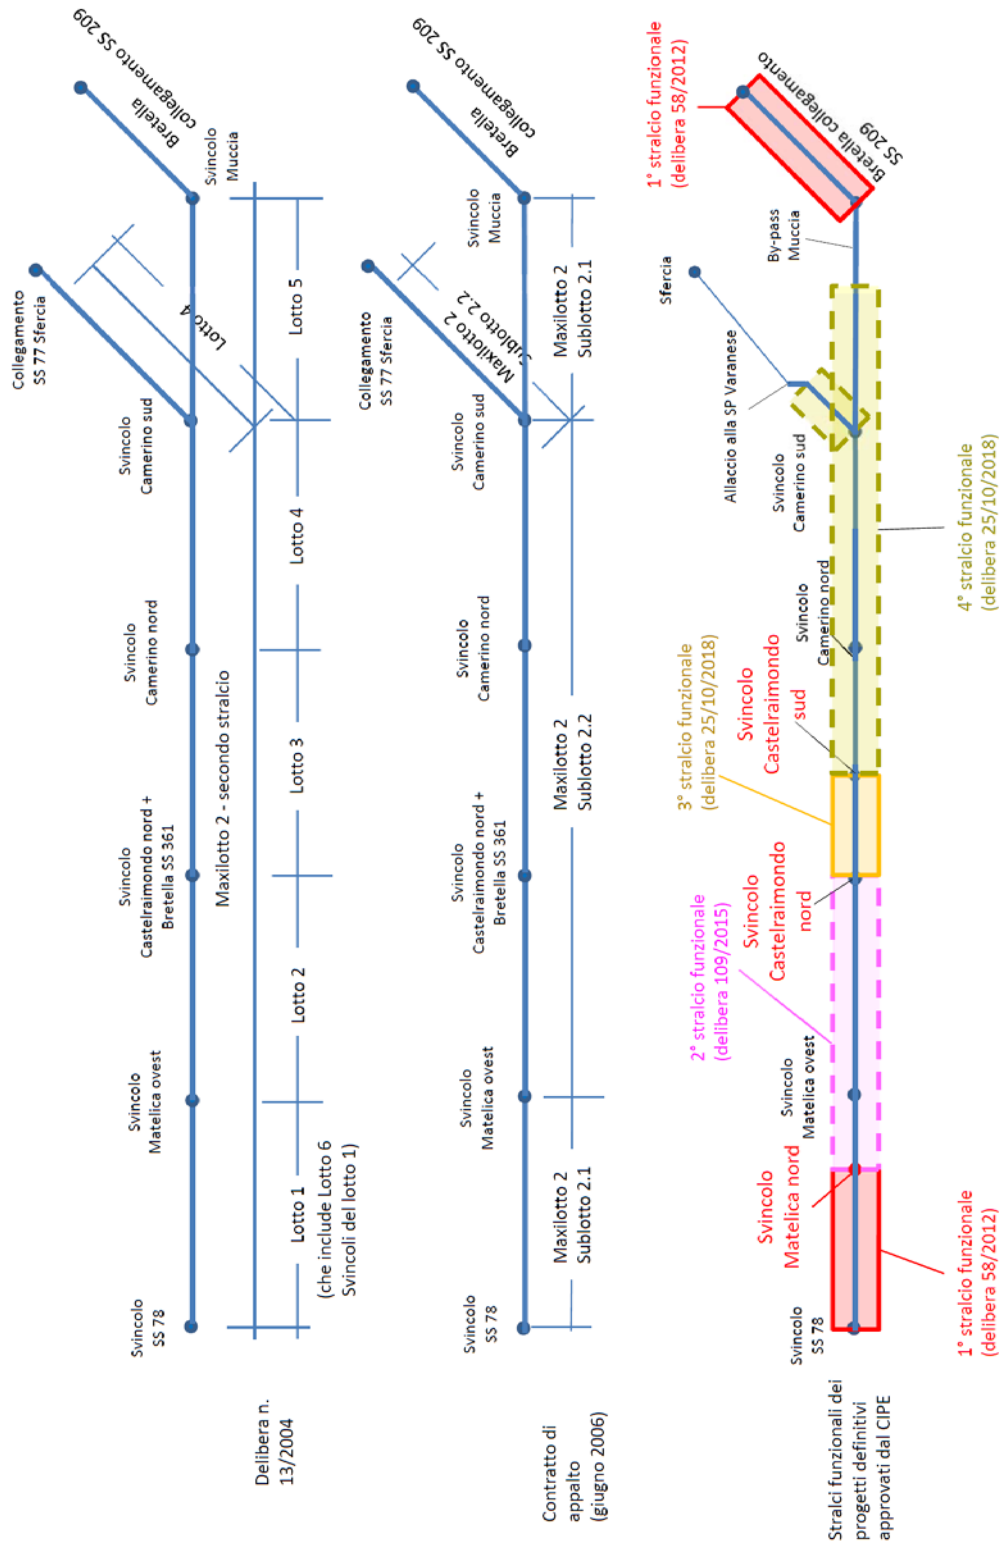 Delibera n.
13/2004
Svincolo
SS 78
Svincolo
Matelica ovest
Svincolo
Castelraimondo nord +
Bretella SS 361
Svincolo
Camerino nord
Svincolo
Camerino sud
Collegamento
SS 77 Sfercia
Svincolo
Muccia
Bretella
collegamento SS 209
Maxilotto 2 - secondo stralcio
Lotto 1
(che include Lotto 6
Svincoli del lotto 1)
Lotto 2
Lotto 3
Lotto 4
Lotto 4
Lotto 5
Contratto di
appalto
(giugno 2006)
Svincolo
SS 78
Svincolo
Matelica ovest
Svincolo
Castelraimondo nord +
Bretella SS 361
Svincolo
Camerino nord
Svincolo
Camerino sud
Collegamento
SS 77 Sfercia
Svincolo
Muccia
Bretella
collegamento SS 209
Maxilotto 2
Sublotto 2.1
Maxilotto 2
Sublotto 2.2
Maxilotto 2
Sublotto 2.2
Maxilotto 2
Sublotto 2.1
Stralci funzionali dei
progetti definitivi
approvati dal CIPE
Svincolo
SS 78
1° stralcio funzionale
(delibera 58/2012)
Svincolo
Matelica nord
Svincolo
Matelica ovest
2° stralcio funzionale
(delibera 109/2015)
Svincolo
Castelraimondo
nord
3° stralcio funzionale
(delibera 25/10/2018)
Svincolo
Castelraimondo
sud
Svincolo
Camerino nord
4° stralcio funzionale
(delibera 25/10/2018)
Svincolo
Camerino sud
Allaccio alla SP Varanese
Sfercia
By-pass
Muccia
1° stralcio funzionale
(delibera 58/2012)
Bretella collegamento
SS 209